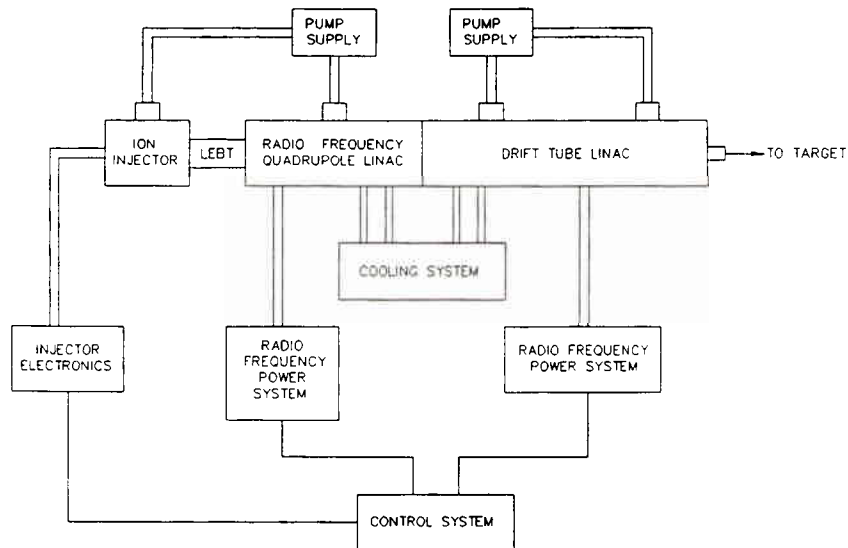 PUMP
SUPPLY
PUMP
SUPPLY
ION
INJECTOR
LEBT
RADIO FREQUENCY
QUADRUPOLE LINAC
DRIFT TUBE LINAC
TO TARGET
COOLING SYSTEM
INJECTOR
ELECTRONICS
RADIO
FREQUENCY
POWER
SYSTEM
RADIO FREQUENCY
POWER SYSTEM
CONTROL SYSTEM